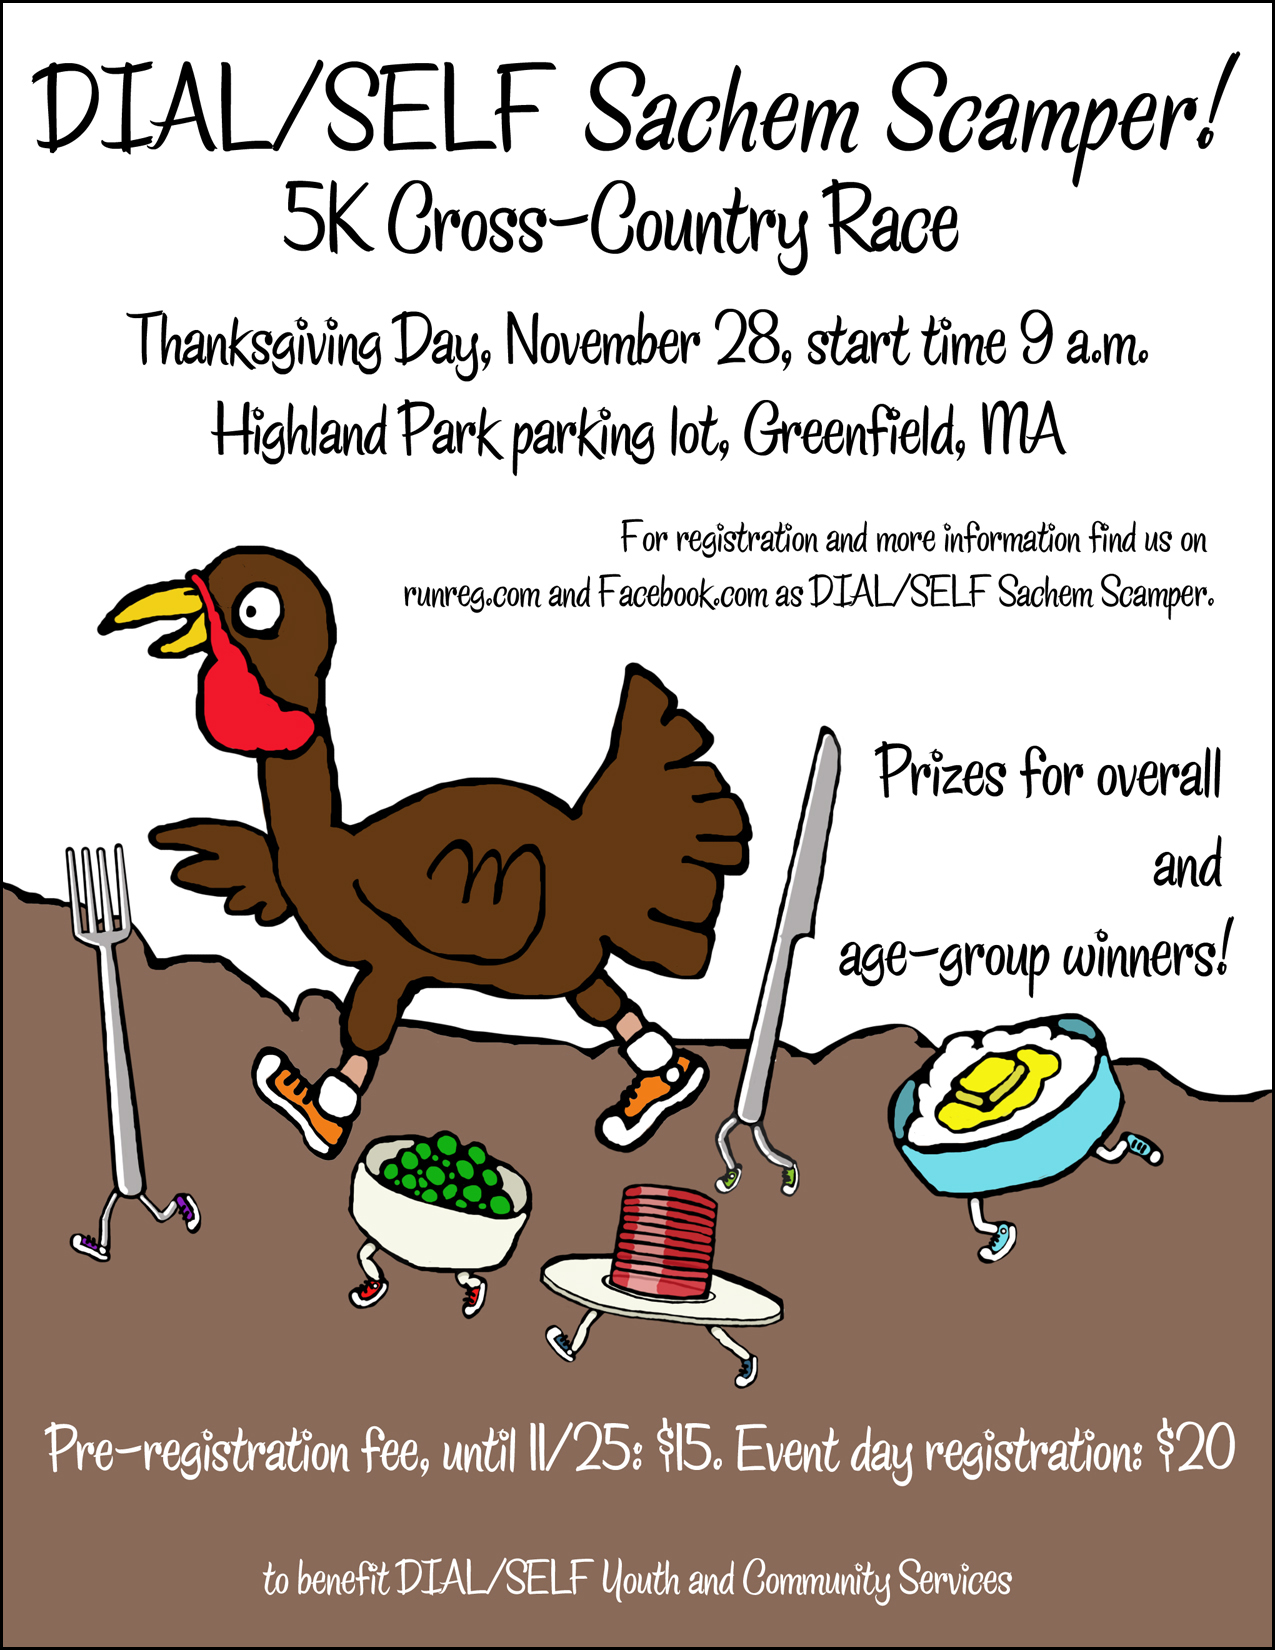 DIAL/SELF Sachem Scamper!
5K Cross-Country Race
Thanksgiving Day, November 28, start time 9 a.m.
Highland Park parking lot, Greenfield, MA
For registration and more information find us on
runreg.com and Facebook.com as DIAL/SELF Sachem Scamper.
Prizes for overall
and
age-group winners!
Pre-registration fee, until 11/25: $15. Event day registration: $20
to benefit DIAL/SELF Youth and Community Services